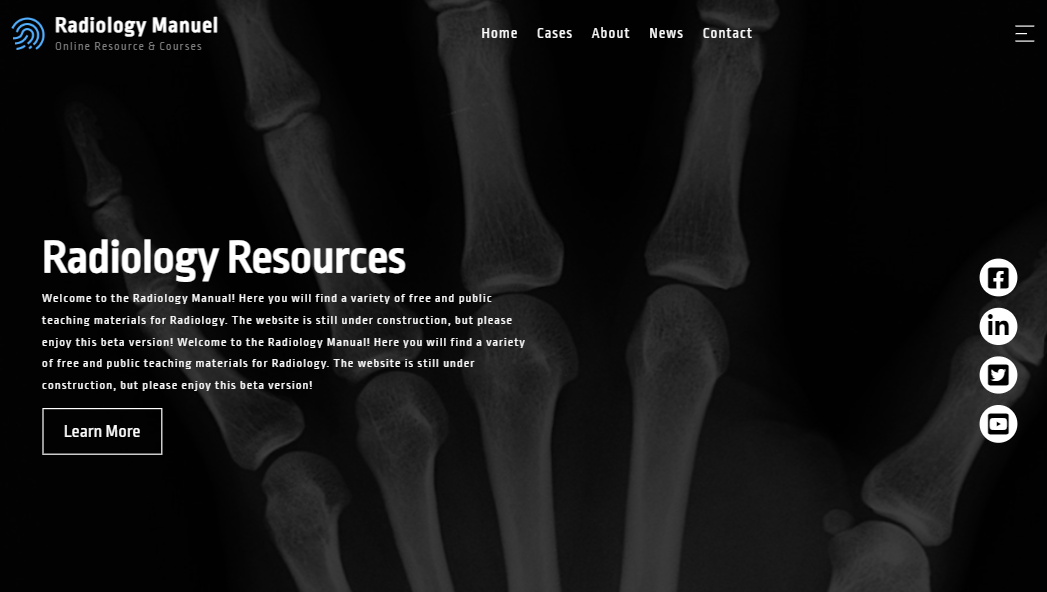 Radiology Manuel
Online Resource & Courses
Home Cases About News Contact
Radiology Resources
Welcome to the Radiology Manual! Here you will find a variety of free and public
teaching materials for Radiology. The website is still under construction, but please
enjoy this beta version! Welcome to the Radiology Manual! Here you will find a variety
of free and public teaching materials for Radiology. The website is still under
construction, but please enjoy this beta version!
Learn More